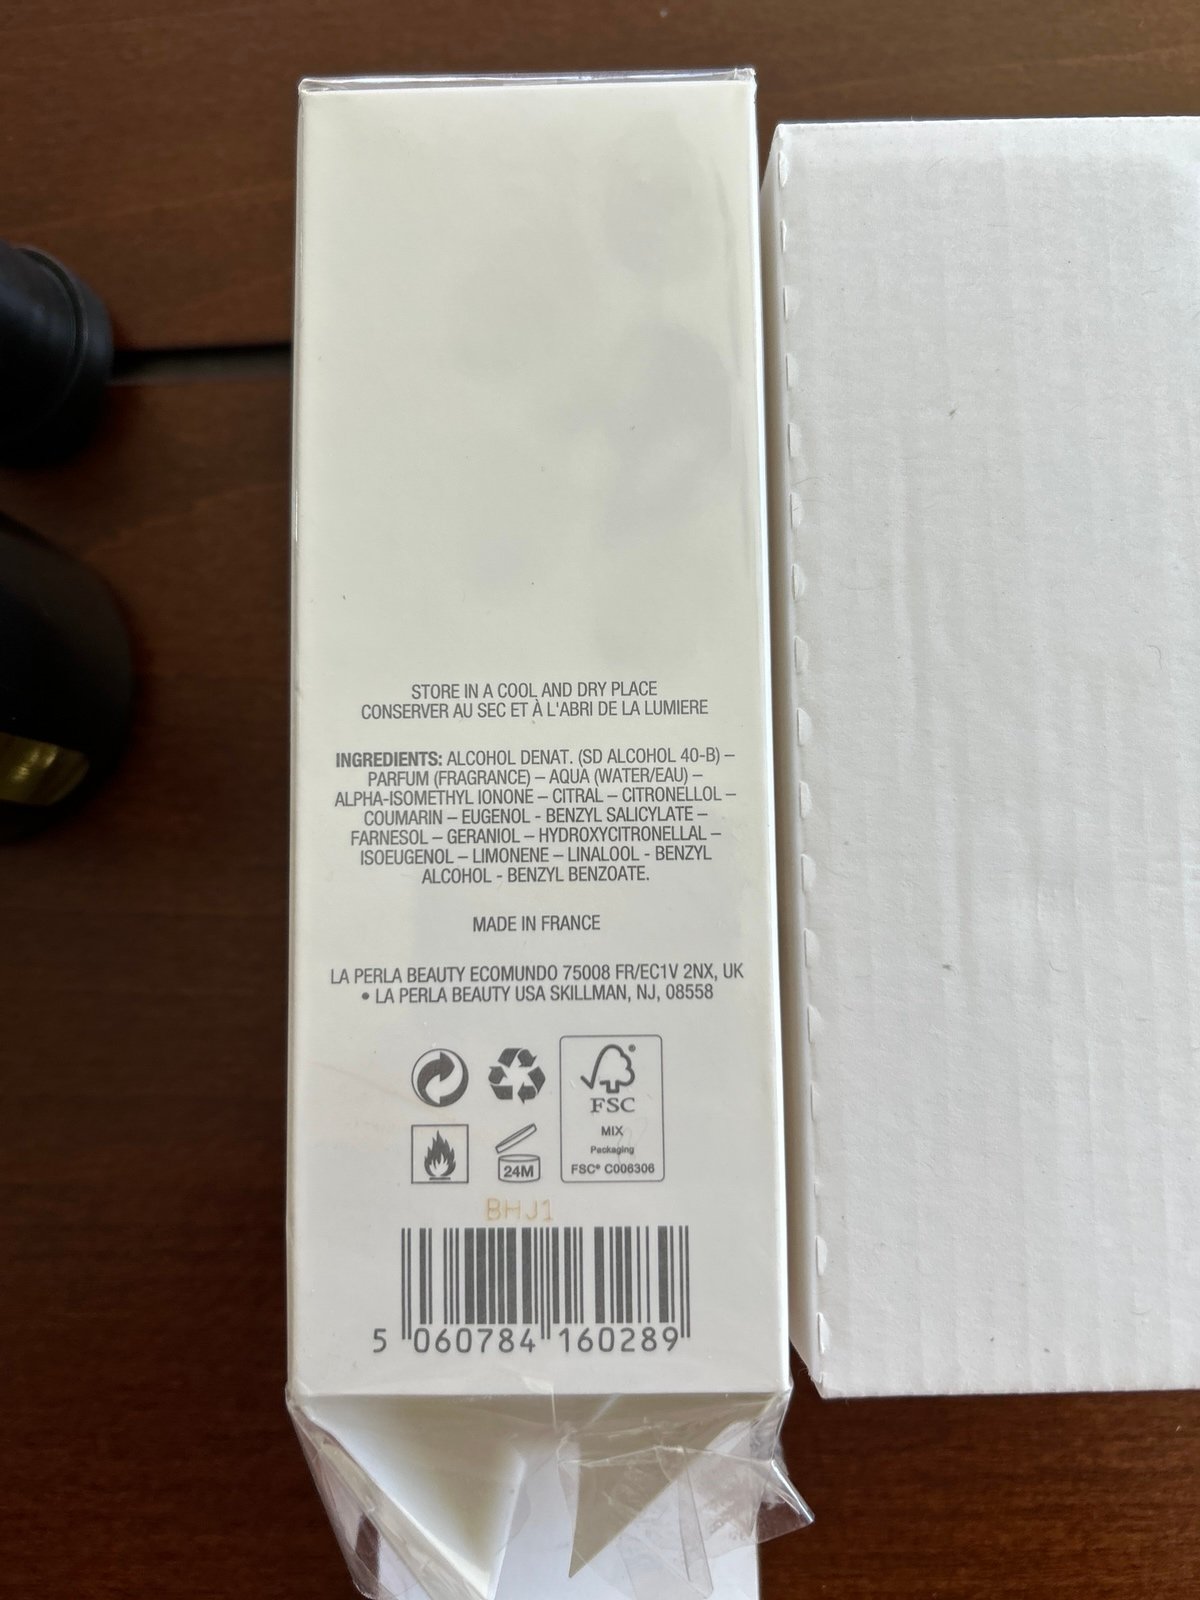 STORE IN A COOL AND DRY PLACE
CONSERVER AU SEC ET À L'ABRI DE LA LUMIERE
INGREDIENTS: ALCOHOL DENAT. (SD ALCOHOL 40-B) –
PARFUM (FRAGRANCE) – AQUA (WATER/EAU) –
ALPHA-ISOMETHYL IONONE – CITRAL – CITRONELLOL –
COUMARIN – EUGENOL - BENZYL SALICYLATE –
FARNESOL – GERANIOL – HYDROXYCITRONELLAL –
ISOEUGENOL – LIMONENE – LINALOOL - BENZYL
ALCOHOL - BENZYL BENZOATE.
MADE IN FRANCE
LA PERLA BEAUTY ECOMUNDO 75008 FR/EC1V 2NX, UK
• LA PERLA BEAUTY USA SKILLMAN, NJ, 08558
FSC
MIX
Packaging
FSC® C006306
24M
BHJ1
5 060784 160289